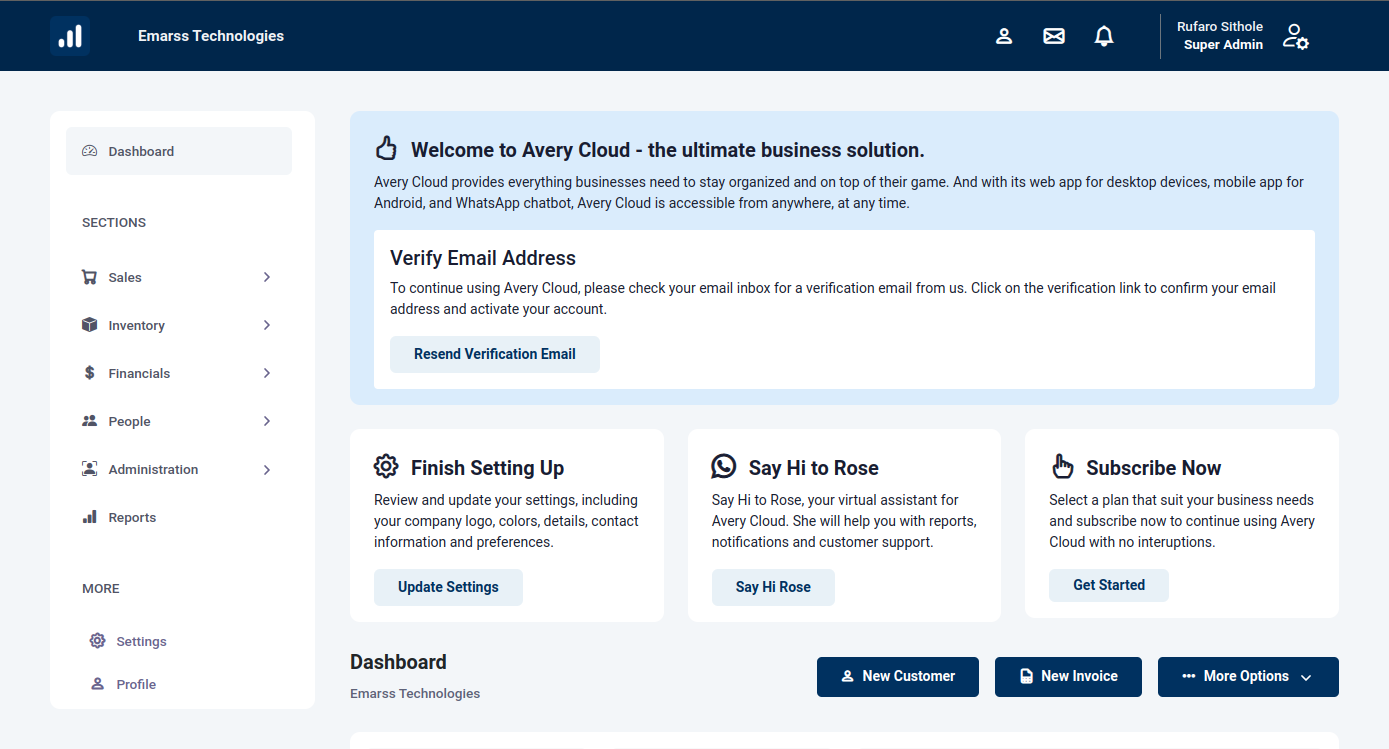 Emarss Technologies
Rufaro Sithole
Super Admin
Dashboard
SECTIONS
Sales
Inventory
Financials
People
Administration
Reports
MORE
Settings
Profile
Welcome to Avery Cloud - the ultimate business solution.
Avery Cloud provides everything businesses need to stay organized and on top of their game. And with its web app for desktop devices, mobile app for
Android, and WhatsApp chatbot, Avery Cloud is accessible from anywhere, at any time.
Verify Email Address
To continue using Avery Cloud, please check your email inbox for a verification email from us. Click on the verification link to confirm your email
address and activate your account.
Resend Verification Email
Finish Setting Up
Review and update your settings, including
your company logo, colors, details, contact
information and preferences.
Update Settings
Say Hi to Rose
Say Hi to Rose, your virtual assistant for
Avery Cloud. She will help you with reports,
notifications and customer support.
Say Hi Rose
Subscribe Now
Select a plan that suit your business needs
and subscribe now to continue using Avery
Cloud with no interuptions.
Get Started
Dashboard
Emarss Technologies
New Customer
New Invoice
More Options